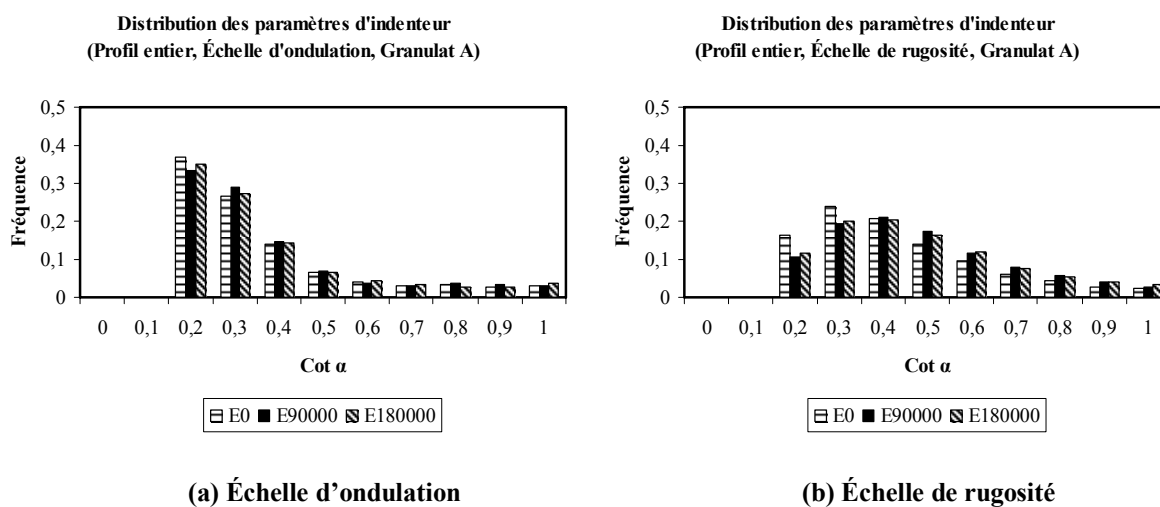 Distribution des paramètres d'indenteur
(Profil entier, Échelle d'ondulation, Granulat A)
0,5
0,4
0,3
0,2
0,1
0
Fréquence
0 0,1 0,2 0,3 0,4 0,5 0,6 0,7 0,8 0,9 1
Cot α
E0 E90000 E180000
(a) Échelle d’ondulation
Distribution des paramètres d'indenteur
(Profil entier, Échelle de rugosité, Granulat A)
0,5
0,4
0,3
0,2
0,1
0
Fréquence
0 0,1 0,2 0,3 0,4 0,5 0,6 0,7 0,8 0,9 1
Cot α
E0 E90000 E180000
(b) Échelle de rugosité